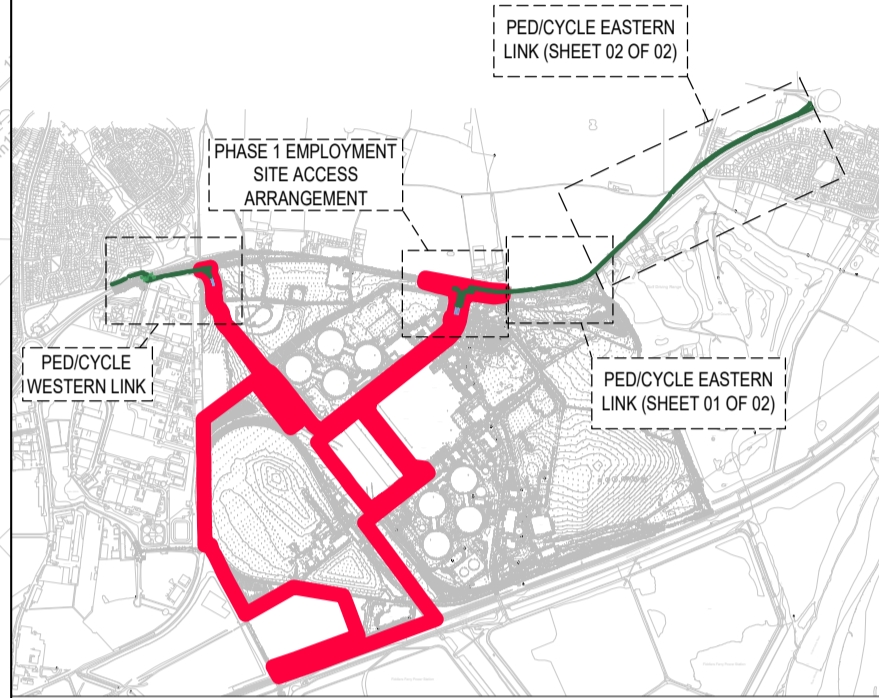 PED/CYCLE EASTERN
LINK (SHEET 02 OF 02)
PHASE 1 EMPLOYMENT
SITE ACCESS
ARRANGEMENT
PED/CYCLE
WESTERN LINK
PED/CYCLE EASTERN
LINK (SHEET 01 OF 02)